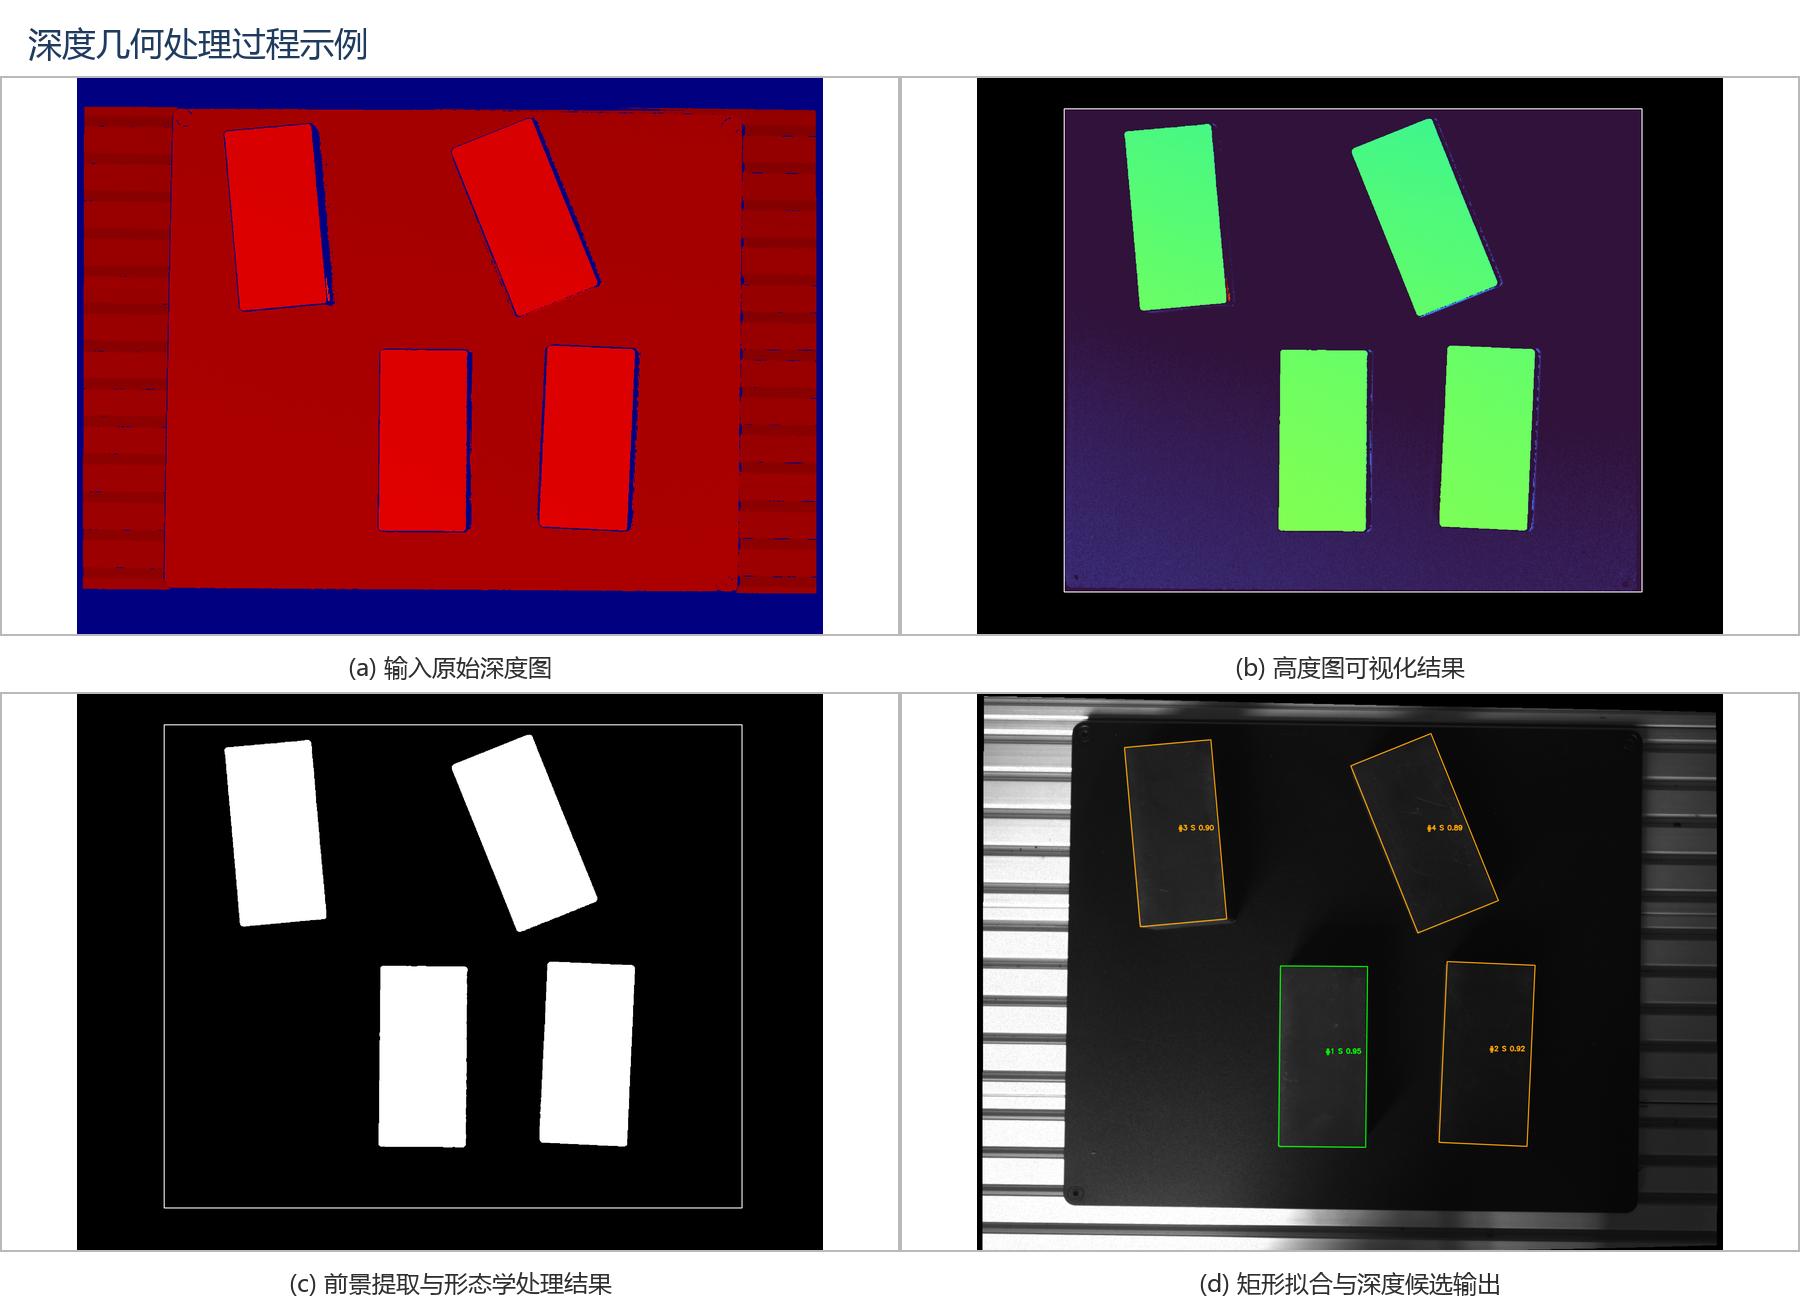 深度几何处理过程示例
(a) 输入原始深度图
(b) 高度图可视化结果
#3 S 0.90
#4 S 0.89
#1 S 0.95
#2 S 0.92
(c) 前景提取与形态学处理结果
(d) 矩形拟合与深度候选输出